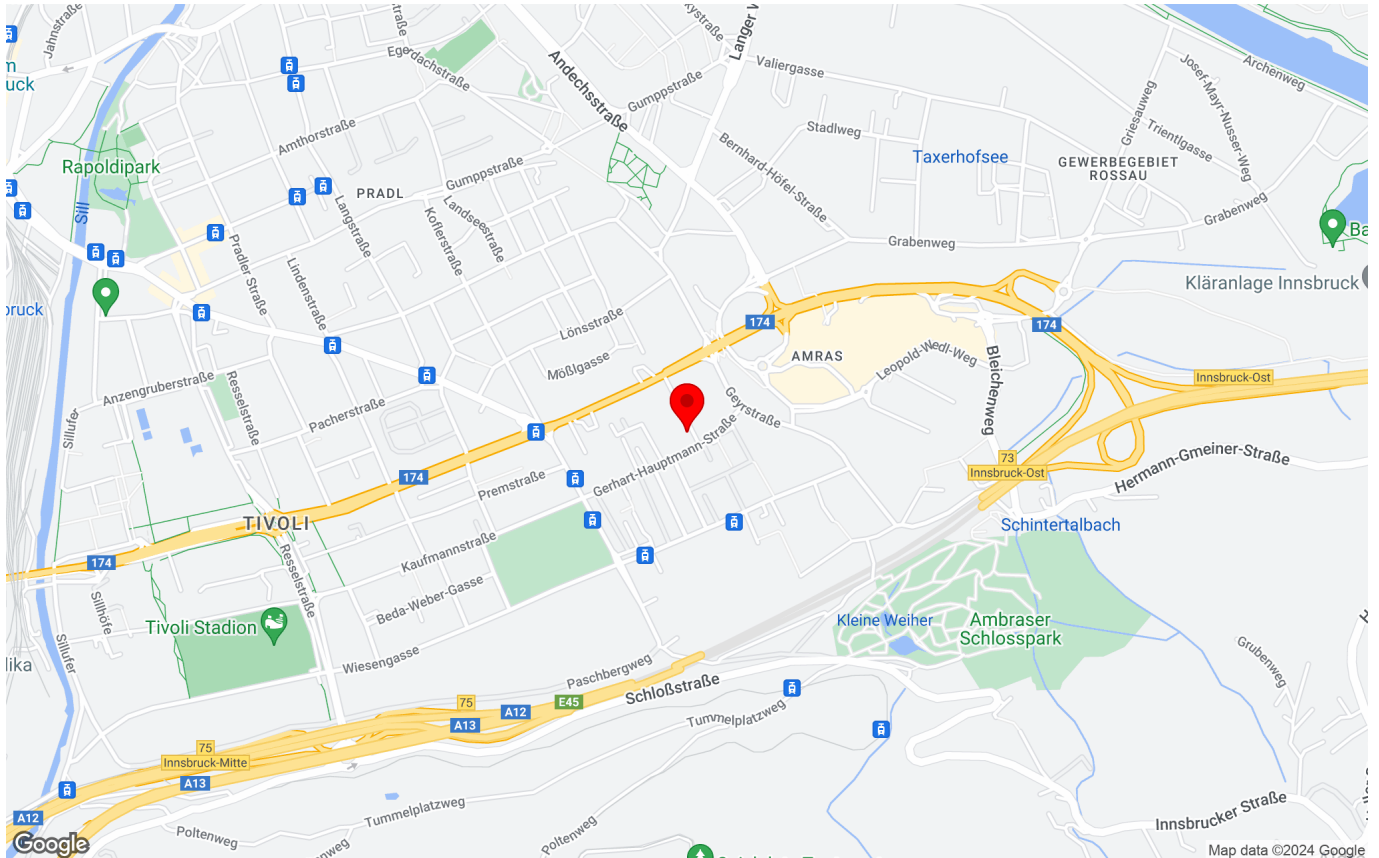 Jahnstraße
Egerdachstraße
Andechsstraße
Valiergasse
Archenweg
Josef-Mayr-Nusser-Weg
Griesauweg
Trientlgasse
Gumppstraße
Stadlweg
Taxerhofsee
GEWERBEGEBIET
ROSSAU
Amthorstraße
Rapoldipark
Bernhard-Höfel-Straße
Gumppstraße
PRADL
Landseestraße
Langstraße
Koflerstraße
Sill
Grabenweg
Grabenweg
Pradler Straße
Lindenstraße
Kläranlage Innsbruck
Lönsstraße
174
174
AMRAS
Leopold-Wedl-Weg
Bleichenweg
Mößlgasse
Innsbruck-Ost
Anzengruberstraße
Resselstraße
Pacherstraße
Geyrstraße
Sillufer
Gerhart-Hauptmann-Straße
73
Innsbruck-Ost
Hermann-Gmeiner-Straße
174
Premstraße
TIVOLI
Schintertalbach
Kaufmannstraße
174
Resselstraße
Sillhöfe
Beda-Weber-Gasse
Tivoli Stadion
Kleine Weiher
Ambraser
Schlosspark
Sillufer
Wiesengasse
Grubenweg
Paschbergweg
Schloßstraße
75
E45
A12
A13
Tummelplatzweg
75
Innsbruck-Mitte
A13
Tummelplatzweg
A12
Poltenweg
Poltenweg
Innsbrucker Straße
Google
Map data ©2024 Google